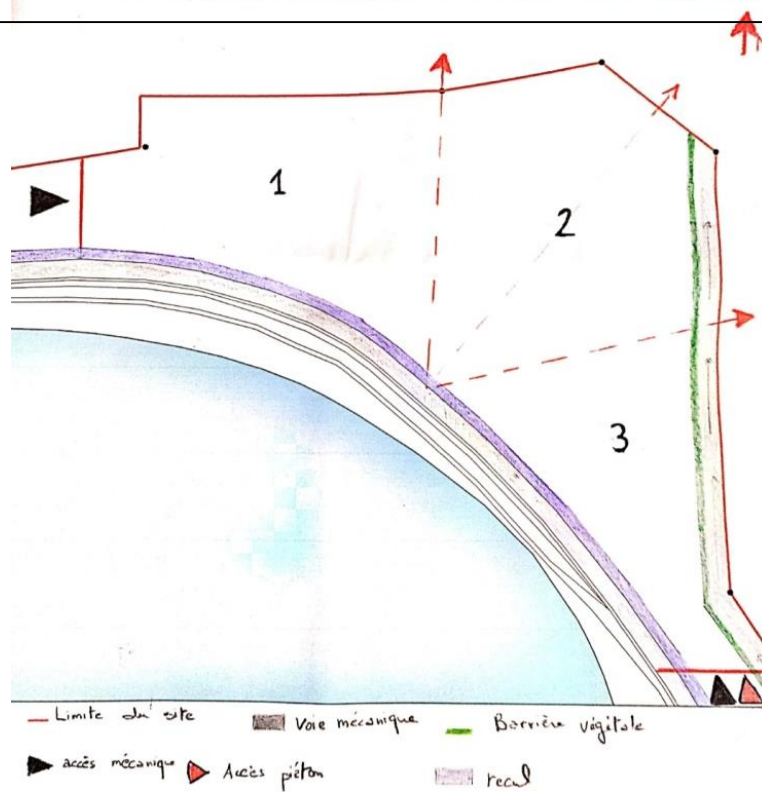 1
2
3
Limite du site
Voie mécanique
Barrière végétale
accès mécanique
Accès piéton
recul